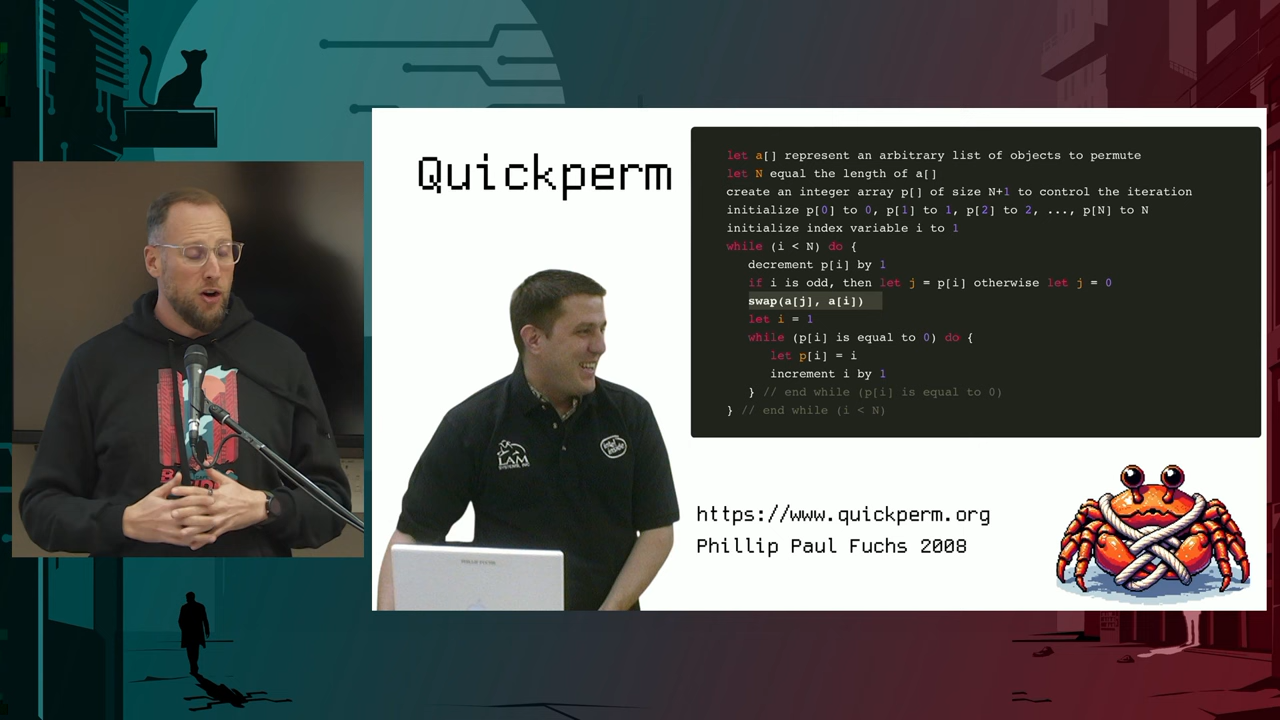 Quickperm
let a[] represent an arbitrary list of objects to permute
let N equal the length of a[]
create an integer array p[] of size N+1 to control the iteration
initialize p[0] to 0, p[1] to 1, p[2] to 2, ..., p[N] to N
initialize index variable i to 1
while (i < N) do {
decrement p[i] by 1
if i is odd, then let j = p[i] otherwise let j = 0
swap(a[j], a[i])
let i = 1
while (p[i] is equal to 0) do {
let p[i] = i
increment i by 1
} // end while (p[i] is equal to 0)
} // end while (i < N)
LAM
intel
inside
https://www.quickperm.org
Phillip Paul Fuchs 2008